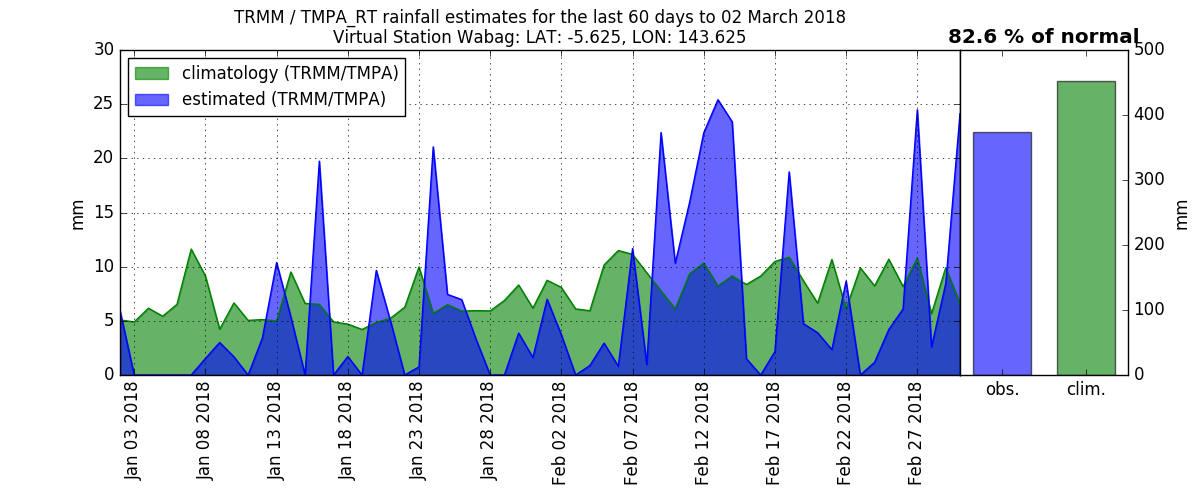 TRMM / TMPA_RT rainfall estimates for the last 60 days to 02 March 2018
Virtual Station Wabag: LAT: -5.625, LON: 143.625
82.6 % of normal
climatology (TRMM/TMPA)
estimated (TRMM/TMPA)
30
25
20
15
10
5
0
mm
Jan 03 2018
Jan 08 2018
Jan 13 2018
Jan 18 2018
Jan 23 2018
Jan 28 2018
Feb 02 2018
Feb 07 2018
Feb 12 2018
Feb 17 2018
Feb 22 2018
Feb 27 2018
500
400
300
200
100
0
mm
obs.
clim.